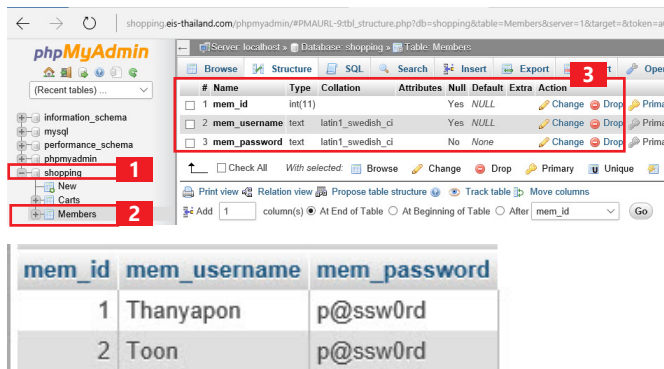 shopping.eis-thailand.com/phpmyadmin/#PMAURL-9:tbl_structure.php?db=shopping&table=Members&server=1&target=&token=a
phpMyAdmin
(Recent tables) ...
information_schema
mysql
performance_schema
phpmyadmin
shopping
1
New
Carts
Members
2
Server: localhost » Database: shopping » Table: Members
Browse Structure SQL Search Insert Export Oper
3
# Name Type Collation Attributes Null Default Extra Action
1 mem_id int(11) Yes NULL Change Drop Prima
2 mem_username text latin1_swedish_ci Yes NULL Change Drop Prima
3 mem_password text latin1_swedish_ci No None Change Drop Prima
Check All With selected: Browse Change Drop Primary Unique
Print view Relation view Propose table structure Track table Move columns
Add 1 column(s) At End of Table At Beginning of Table After mem_id Go
mem_id mem_username mem_password
1 Thanyapon p@ssw0rd
2 Toon p@ssw0rd